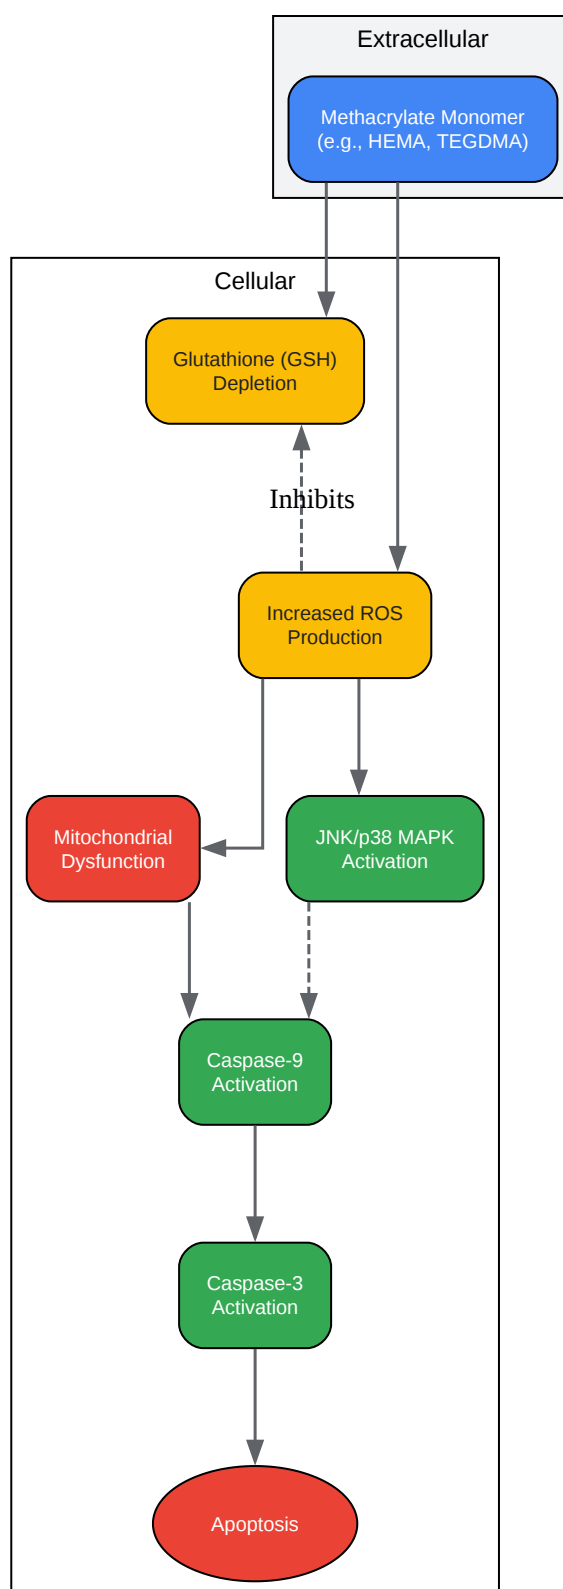 Extracellular
Methacrylate Monomer
(e.g., HEMA, TEGDMA)
Cellular
Glutathione (GSH)
Depletion
Inhibits
Increased ROS
Production
Mitochondrial
Dysfunction
JNK/p38 MAPK
Activation
Caspase-9
Activation
Caspase-3
Activation
Apoptosis